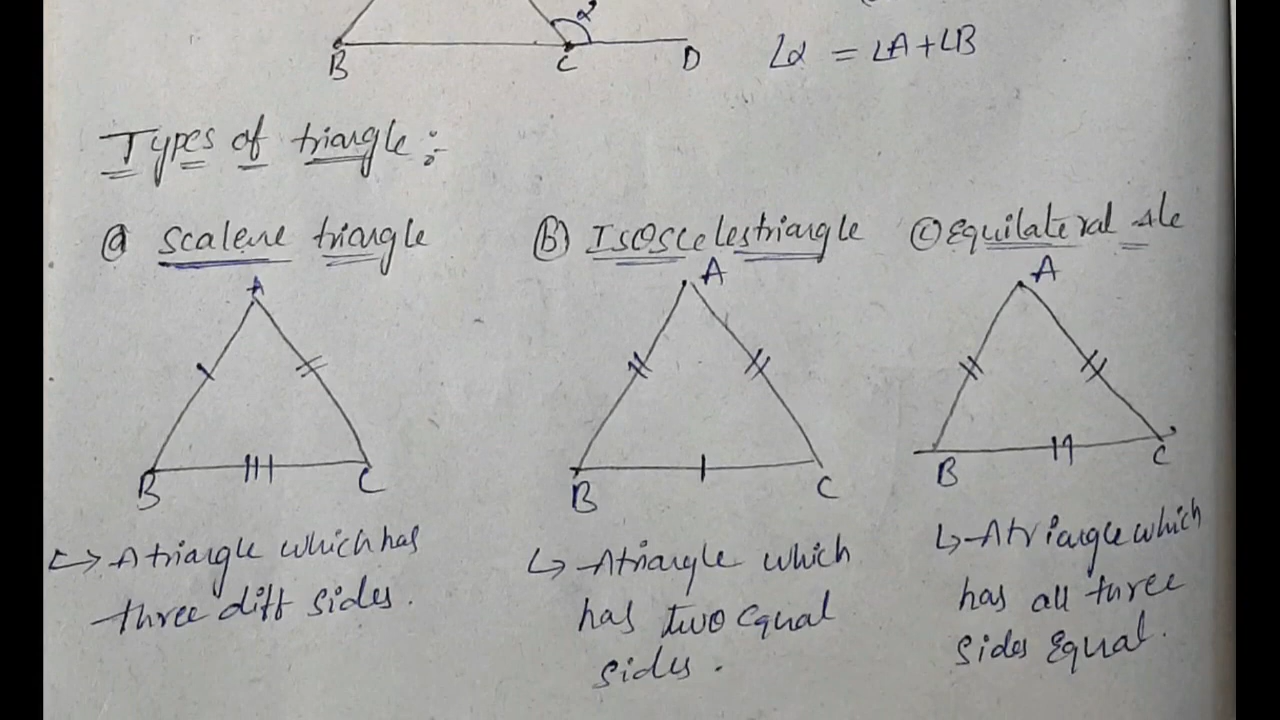 α
B C D
∠α = ∠A+∠B
Types of triangle :-
(a) Scalene triangle
(b) Isosceles triangle
(c) Equilateral Δle
A
A
A
B C
B C
B C
↳ A triangle which has
three diff sides.
↳ A triangle which
has two equal
sides.
↳ A triangle which
has all three
sides Equal.